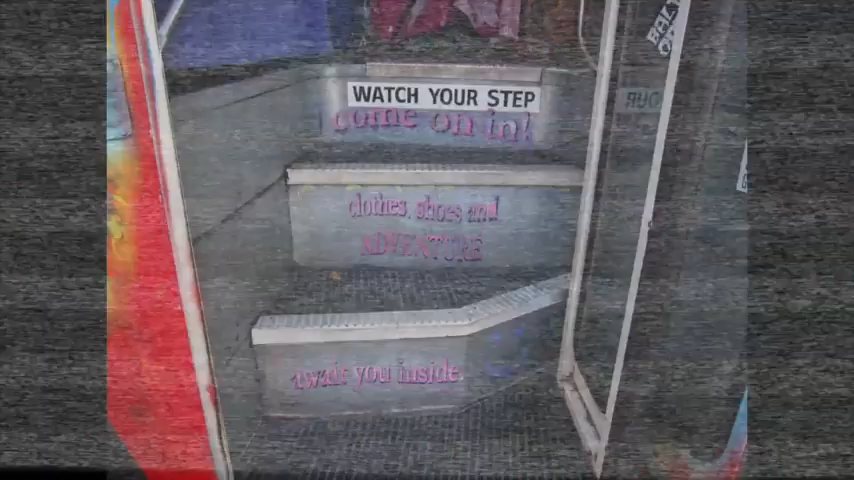 WATCH YOUR STEP
come on in!
clothes, shoes and
ADVENTURE
await you inside